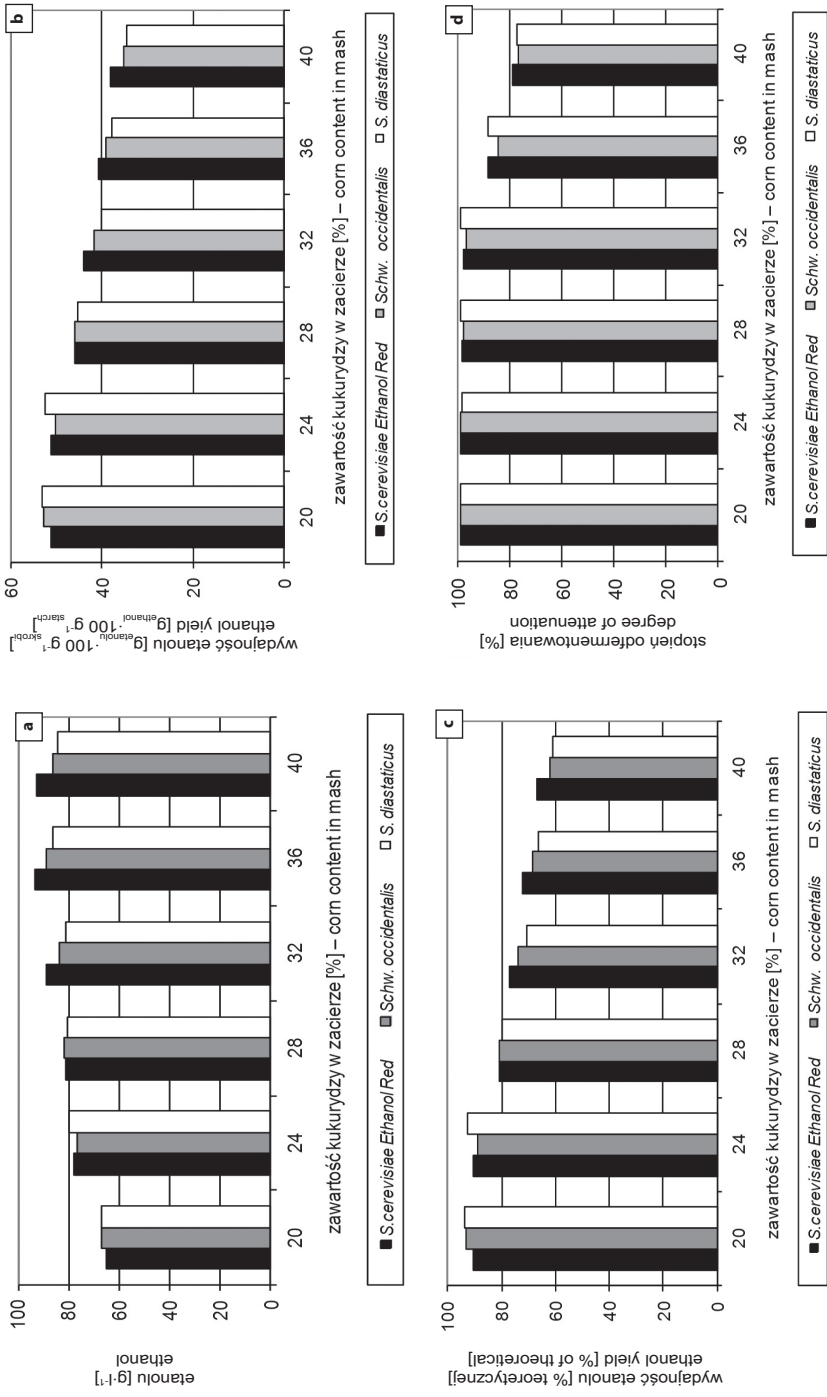 a
etanolu [g·l⁻¹]
ethanol
100
80
60
40
20
0
20 24 28 32 36 40
zawartość kukurydzy w zacierze [%] – corn content in mash
S.cerevisiae Ethanol Red Schw. occidentalis S. diastaticus
b
wydajność etanolu [g etanolu·100 g⁻¹ skrobi]
ethanol yield [g ethanol·100 g⁻¹ starch]
60
40
20
0
20 24 28 32 36 40
zawartość kukurydzy w zacierze [%] – corn content in mash
S.cerevisiae Ethanol Red Schw. occidentalis S. diastaticus
c
wydajność etanolu [% teoretycznej]
ethanol yield [% of theoretical]
100
80
60
40
20
0
20 24 28 32 36 40
zawartość kukurydzy w zacierze [%] – corn content in mash
S.cerevisiae Ethanol Red Schw. occidentalis S. diastaticus
d
stopień odfermentowania [%]
degree of attenuation
100
80
60
40
20
0
20 24 28 32 36 40
zawartość kukurydzy w zacierze [%] – corn content in mash
S.cerevisiae Ethanol Red Schw. occidentalis S. diastaticus